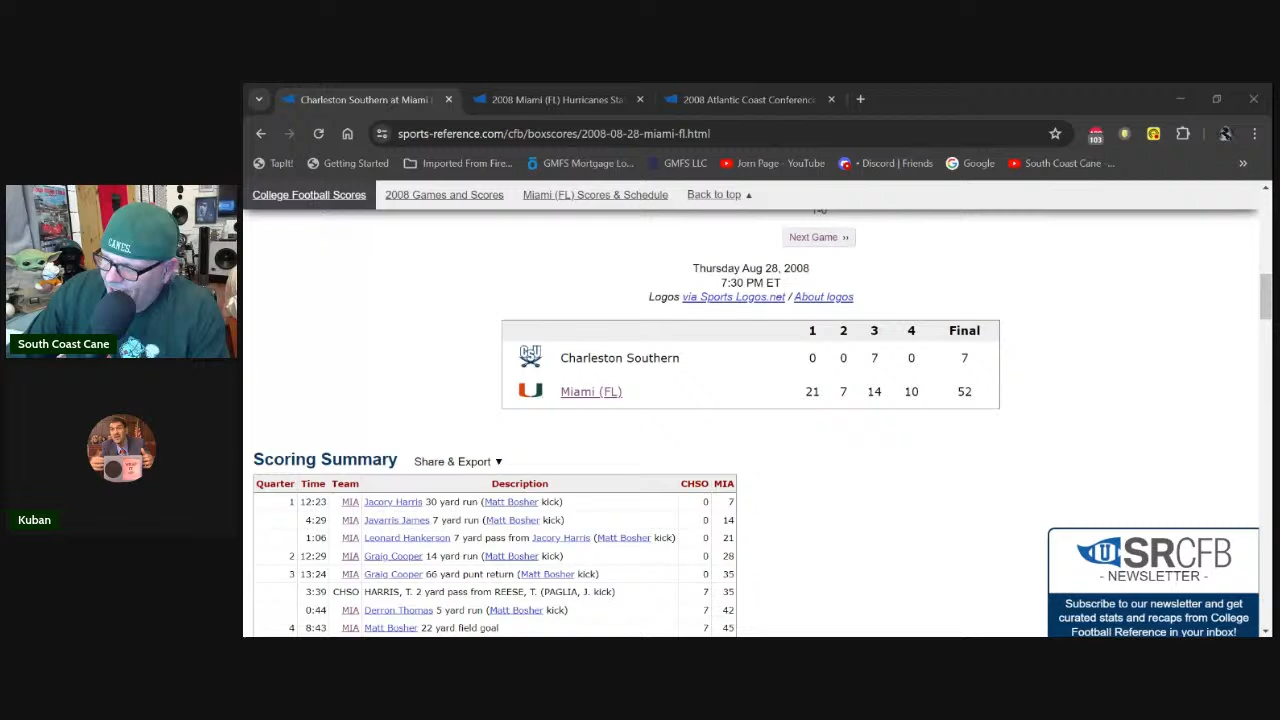 Charleston Southern at Miami
2008 Miami (FL) Hurricanes Sta
2008 Atlantic Coast Conference
sports-reference.com/cfb/boxscores/2008-08-28-miami-fl.html
103
TapIt! Getting Started Imported From Fire... GMFS Mortgage Lo... GMFS LLC Jorn Page - YouTube • Discord | Friends Google South Coast Cane -... »
College Football Scores 2008 Games and Scores Miami (FL) Scores & Schedule Back to top ▲
1-0
Next Game ››
Thursday Aug 28, 2008
7:30 PM ET
Logos via Sports Logos.net / About logos
1 2 3 4 Final
CSU Charleston Southern 0 0 7 0 7
Miami (FL) 21 7 14 10 52
Scoring Summary Share & Export ▼
Quarter Time Team Description CHSO MIA
1 12:23 MIA Jacory Harris 30 yard run (Matt Bosher kick) 0 7
4:29 MIA Javarris James 7 yard run (Matt Bosher kick) 0 14
1:06 MIA Leonard Hankerson 7 yard pass from Jacory Harris (Matt Bosher kick) 0 21
2 12:29 MIA Graig Cooper 14 yard run (Matt Bosher kick) 0 28
3 13:24 MIA Graig Cooper 66 yard punt return (Matt Bosher kick) 0 35
3:39 CHSO HARRIS, T. 2 yard pass from REESE, T. (PAGLIA, J. kick) 7 35
0:44 MIA Derron Thomas 5 yard run (Matt Bosher kick) 7 42
4 8:43 MIA Matt Bosher 22 yard field goal 7 45
SRCFB
- NEWSLETTER -
Subscribe to our newsletter and get
curated stats and recaps from College
Football Reference in your inbox!
CANES
South Coast Cane
Kuban